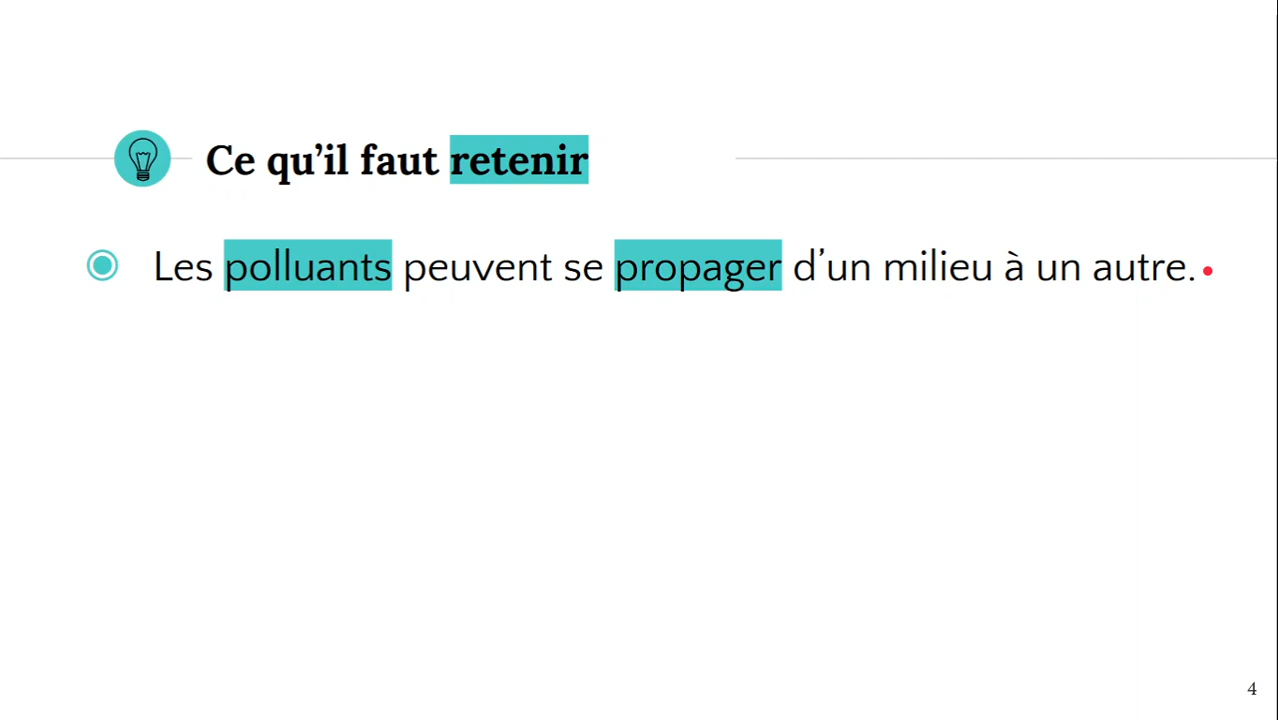 Ce qu’il faut retenir
Les polluants peuvent se propager d’un milieu à un autre.
4